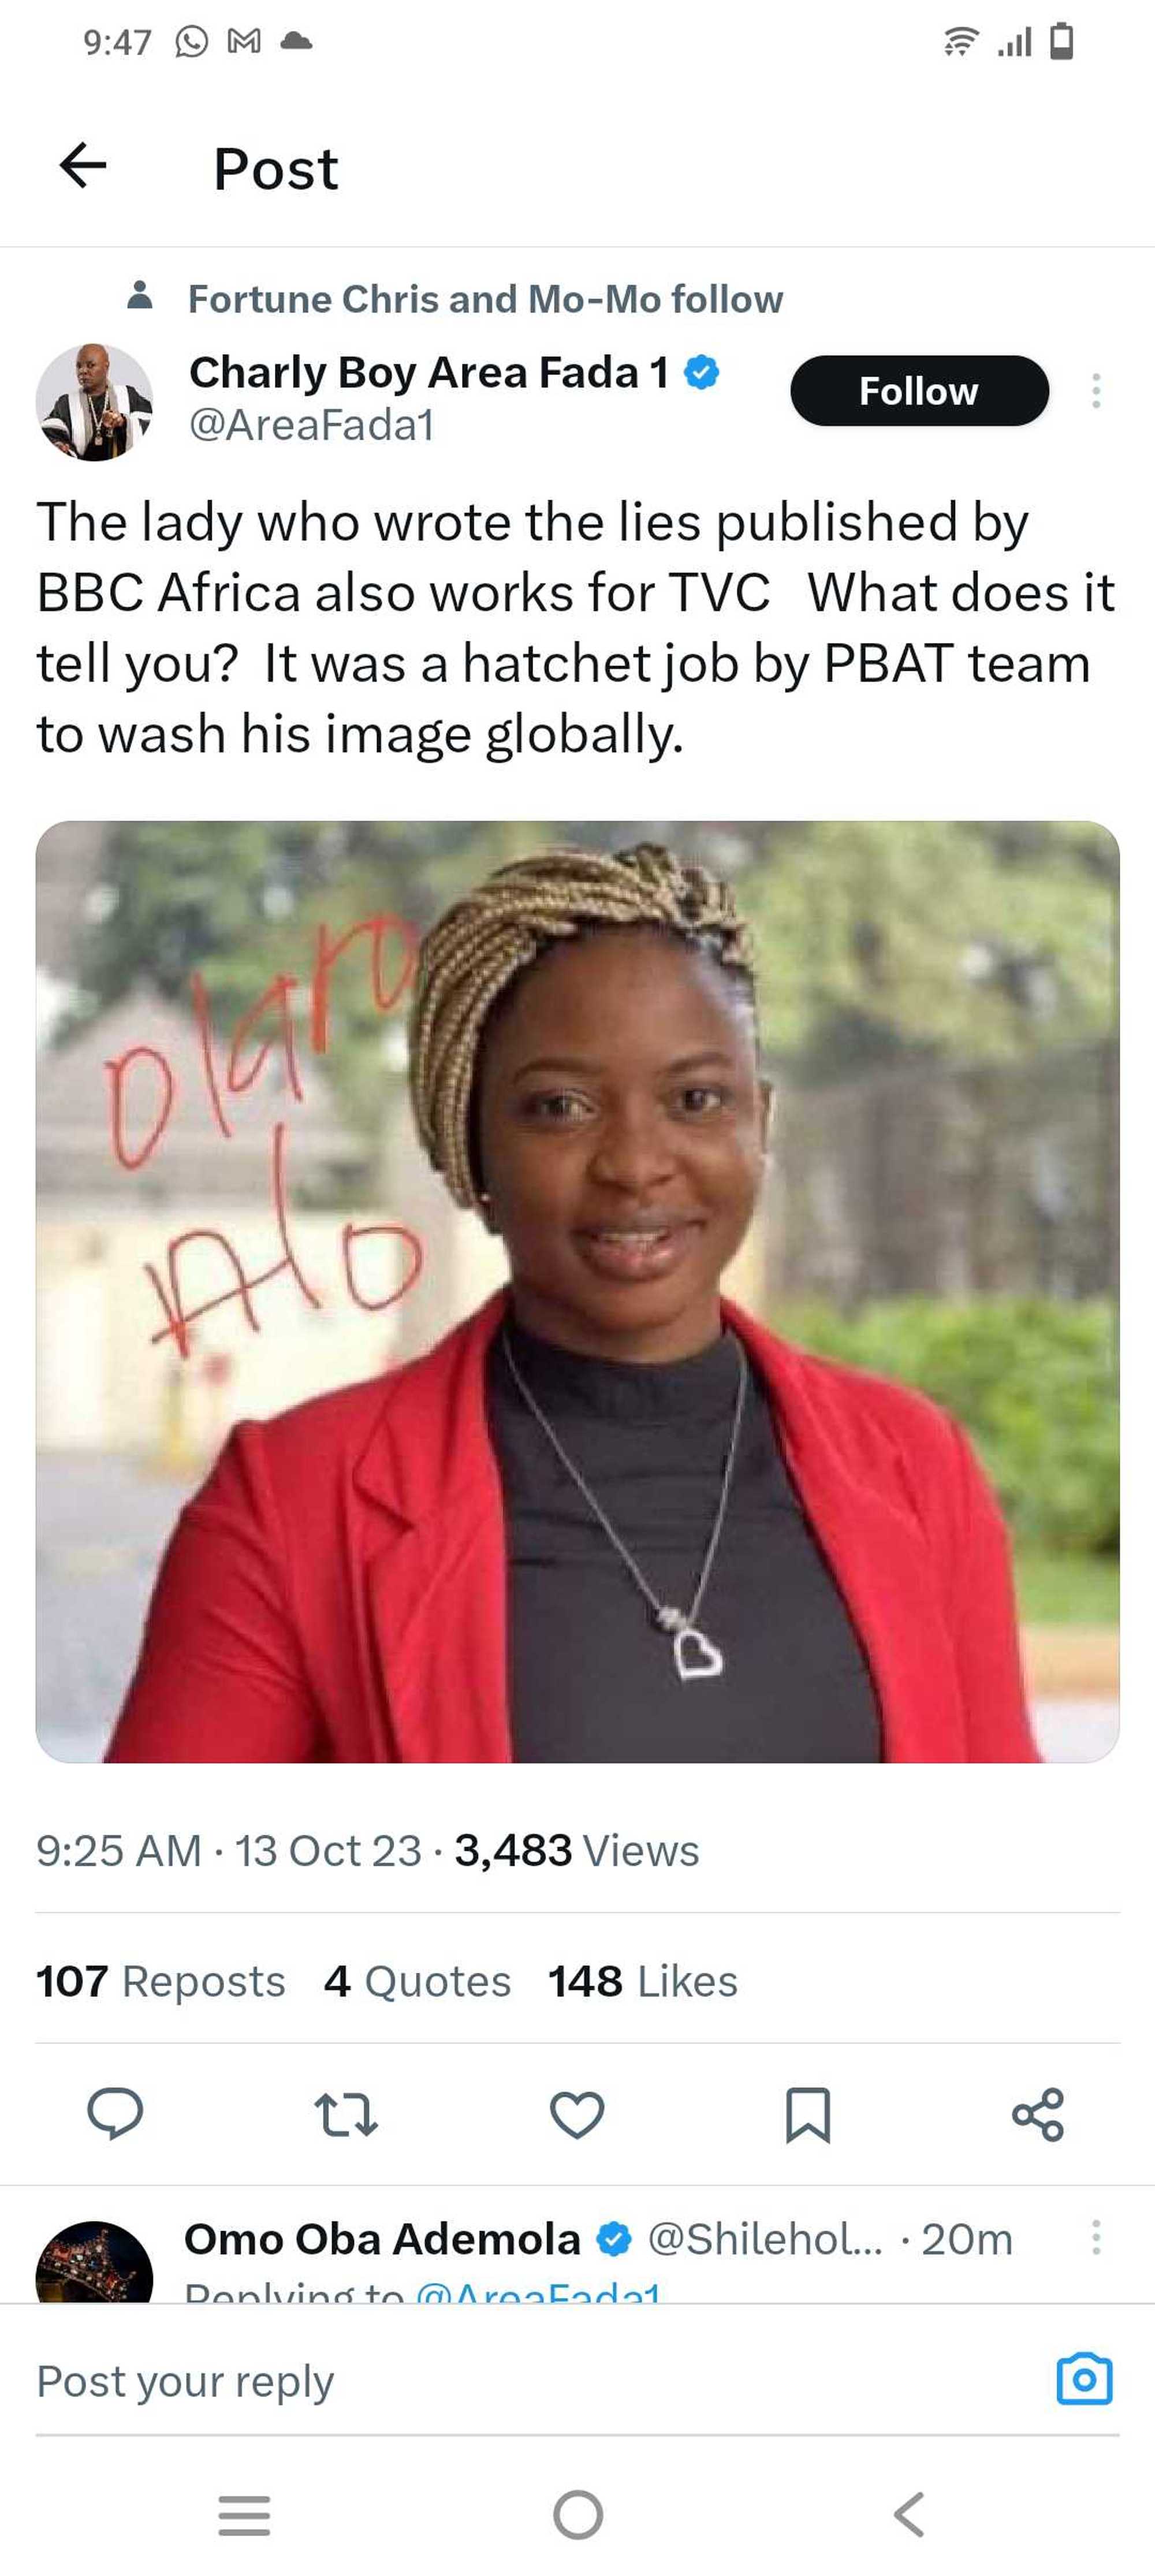 9:47
Post
Fortune Chris and Mo-Mo follow
Charly Boy Area Fada 1
Follow
@AreaFada1
The lady who wrote the lies published by
BBC Africa also works for TVC   What does it
tell you?  It was a hatchet job by PBAT team
to wash his image globally.
Olaro
Alo
9:25 AM · 13 Oct 23 · 3,483 Views
107 Reposts 4 Quotes 148 Likes
Omo Oba Ademola @Shilehol... · 20m
Replying to @AreaFada1
Post your reply